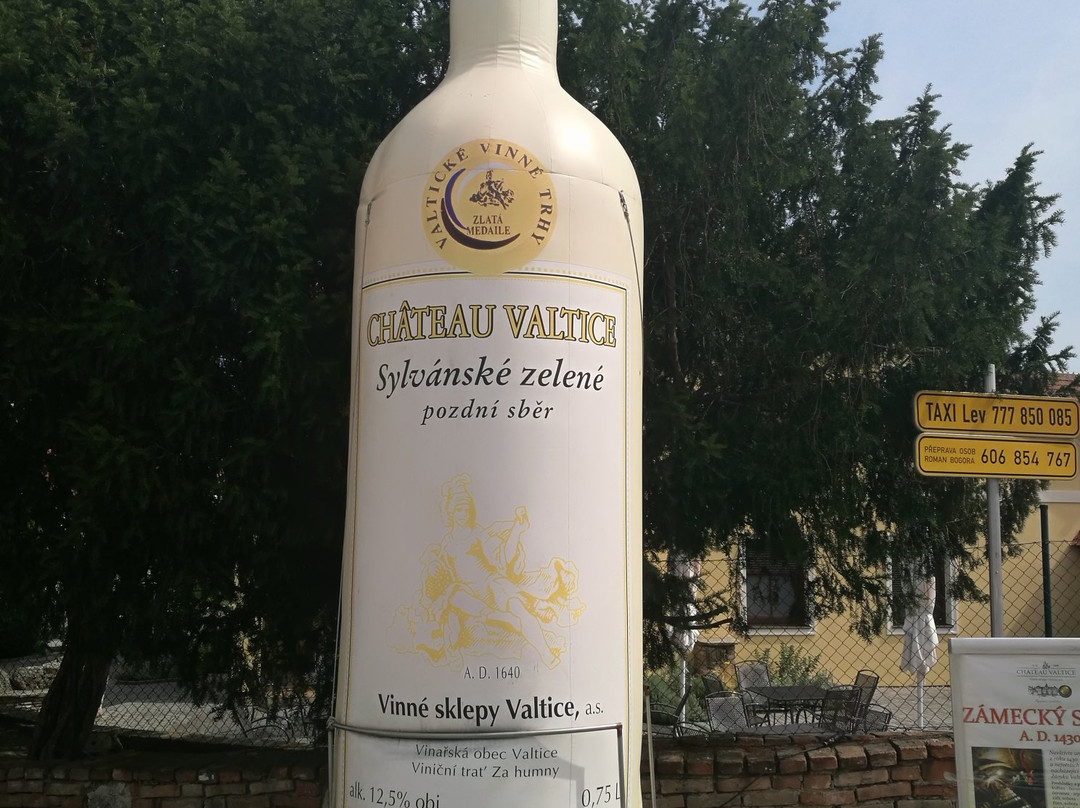 VALTICKÉ VINNÉ TRHY
ZLATÁ
MEDAILE
CHÂTEAU VALTICE
Sylvánské zelené
pozdní sběr
A. D. 1640
Vinné sklepy Valtice, a.s.
Vinařská obec Valtice
Viniční trať Za humny
alk. 12,5% obj
0,75 L
TAXI Lev 777 850 085
PŘEPRAVA OSOB
ROMAN BOGORA
606 854 767
CHÂTEAU VALTICE
ZÁMECKÝ S
A. D. 1430